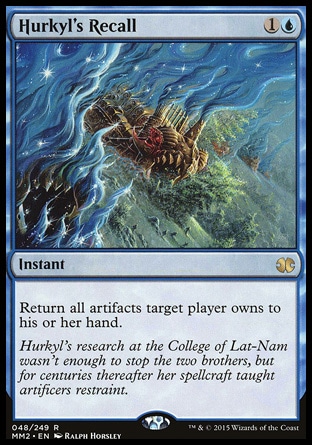 Hurkyl's Recall 1
Instant
Return all artifacts target player owns to
his or her hand.
Hurkyl's research at the College of Lat-Nam
wasn't enough to stop the two brothers, but
for centuries thereafter her spellcraft taught
artificers restraint.
048/249 R
MM2 • EN Ralph Horsley
™ & © 2015 Wizards of the Coast